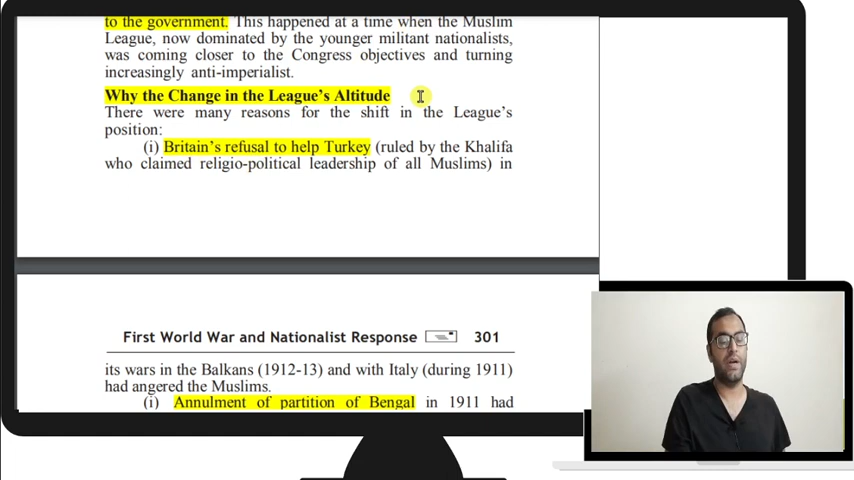 to the government. This happened at a time when the Muslim
League, now dominated by the younger militant nationalists,
was coming closer to the Congress objectives and turning
increasingly anti-imperialist.
Why the Change in the League's Altitude
There were many reasons for the shift in the League's
position:
(i) Britain's refusal to help Turkey (ruled by the Khalifa
who claimed religio-political leadership of all Muslims) in
First World War and Nationalist Response 301
its wars in the Balkans (1912-13) and with Italy (during 1911)
had angered the Muslims.
(i) Annulment of partition of Bengal in 1911 had